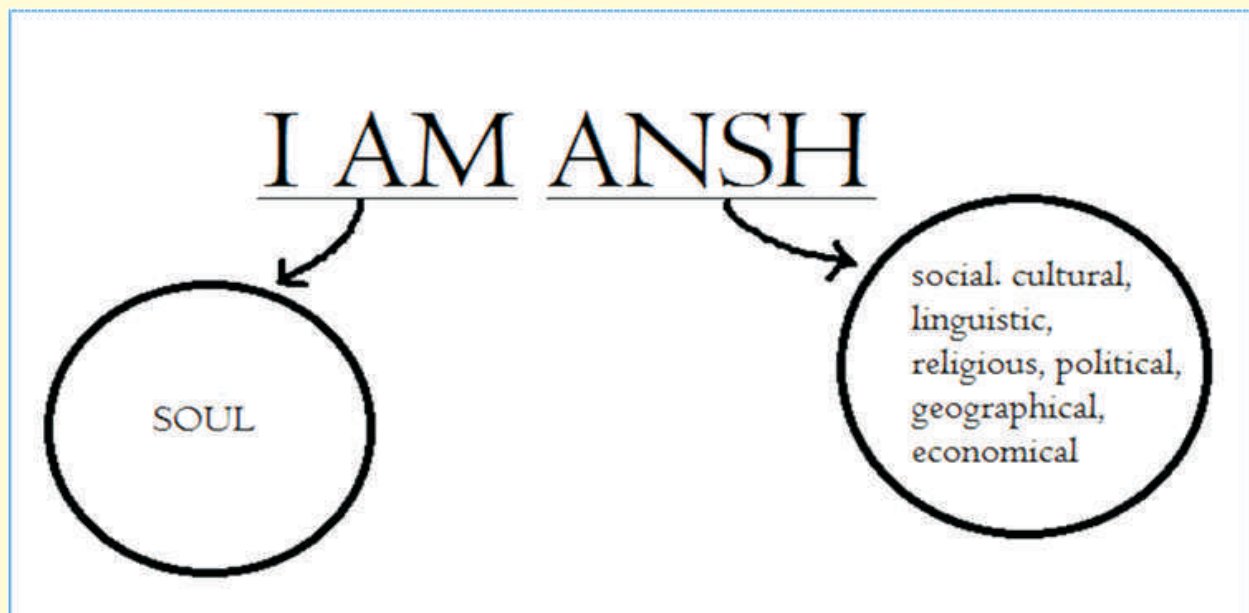 I AM ANSH
SOUL
social. cultural,
linguistic,
religious, political,
geographical,
economical